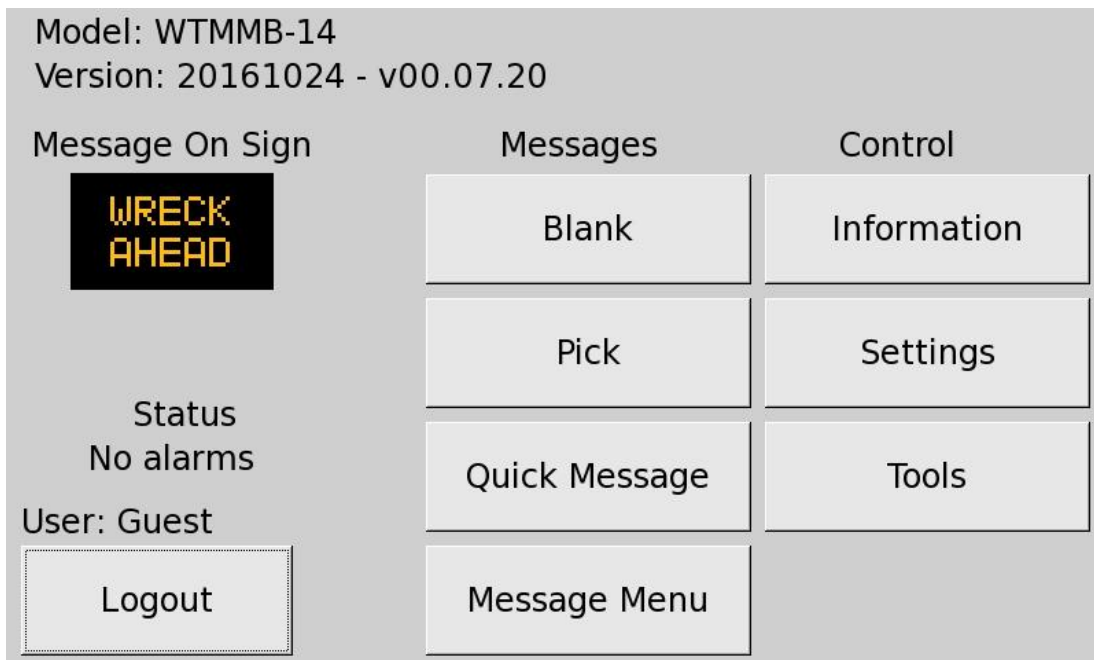 Model: WTMMB-14
Version: 20161024 - v00.07.20
Message On Sign
WRECK
AHEAD
Status
No alarms
User: Guest
Logout
Messages
Blank
Pick
Quick Message
Message Menu
Control
Information
Settings
Tools